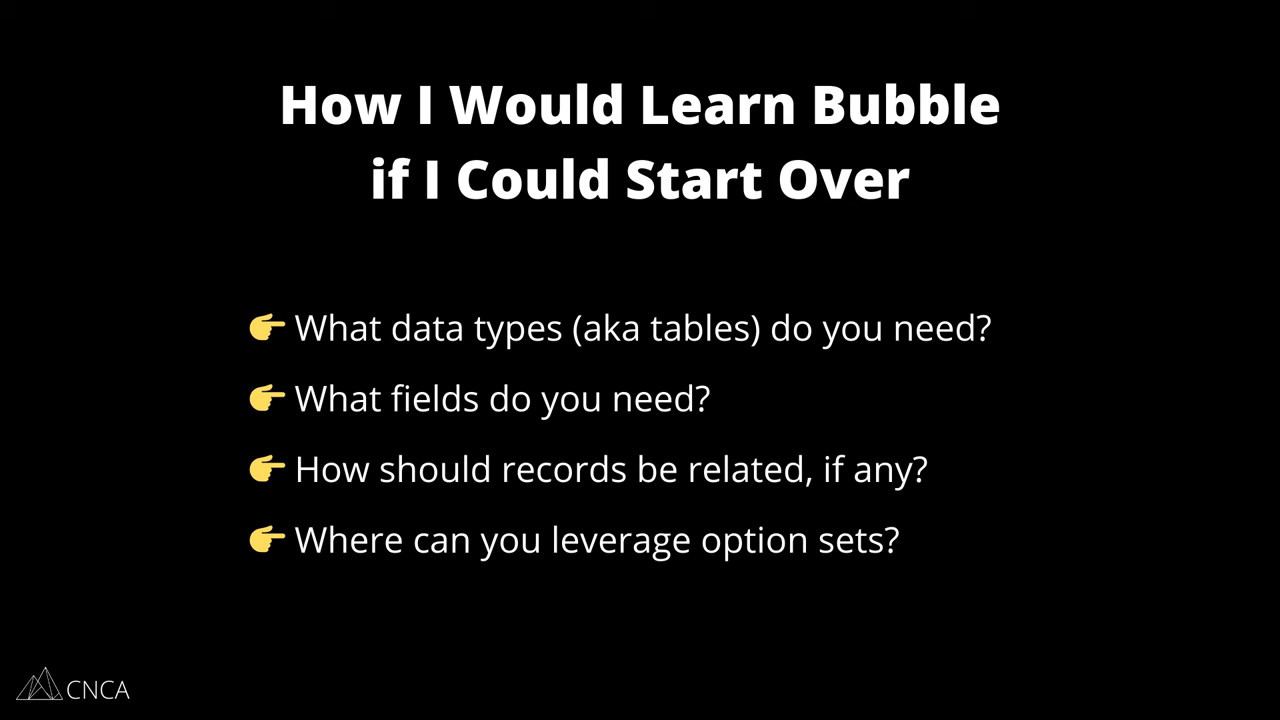 How I Would Learn Bubble
if I Could Start Over
👉 What data types (aka tables) do you need?
👉 What fields do you need?
👉 How should records be related, if any?
👉 Where can you leverage option sets?
CNCA